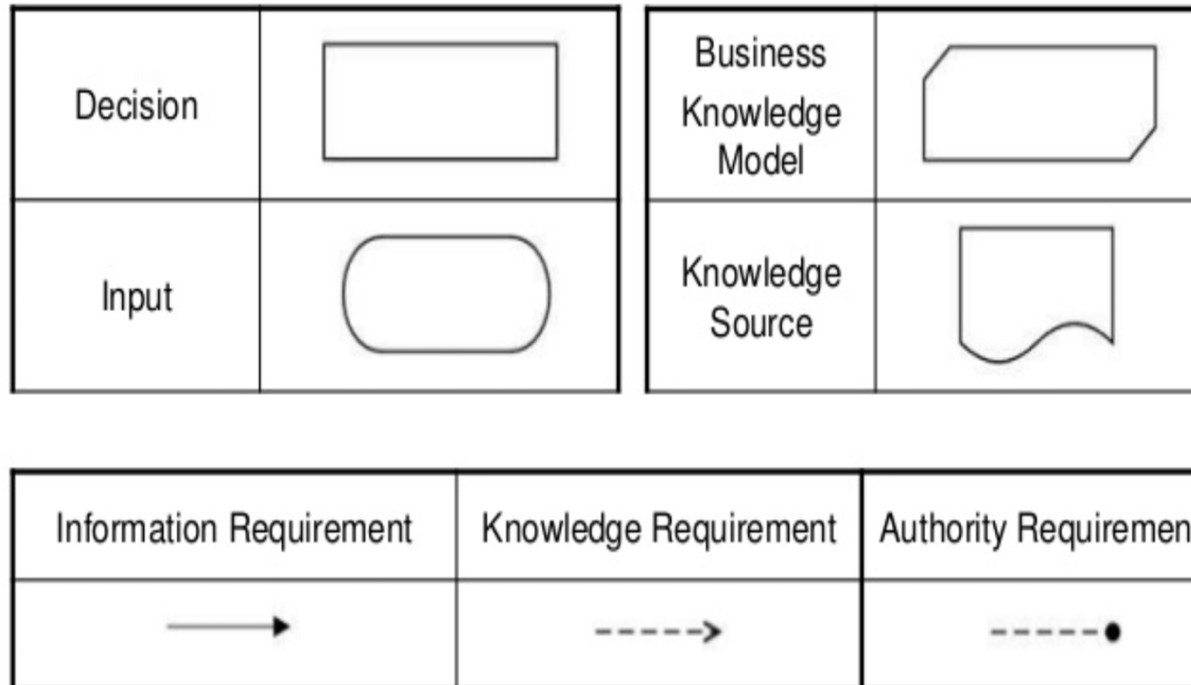 Decision
Business
Knowledge
Model
Input
Knowledge
Source
Information Requirement
Knowledge Requirement
Authority Requiremen